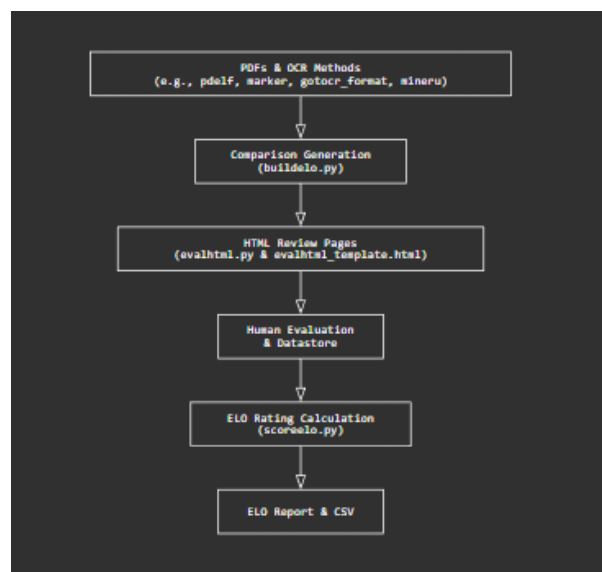 PDFs & OCR Methods
(e.g., pdelf, marker, gotocr_format, mineru)
Comparison Generation
(buildelo.py)
HTML Review Pages
(evalhtml.py & evalhtml_template.html)
Human Evaluation
& Datastore
ELO Rating Calculation
(scoreelo.py)
ELO Report & CSV